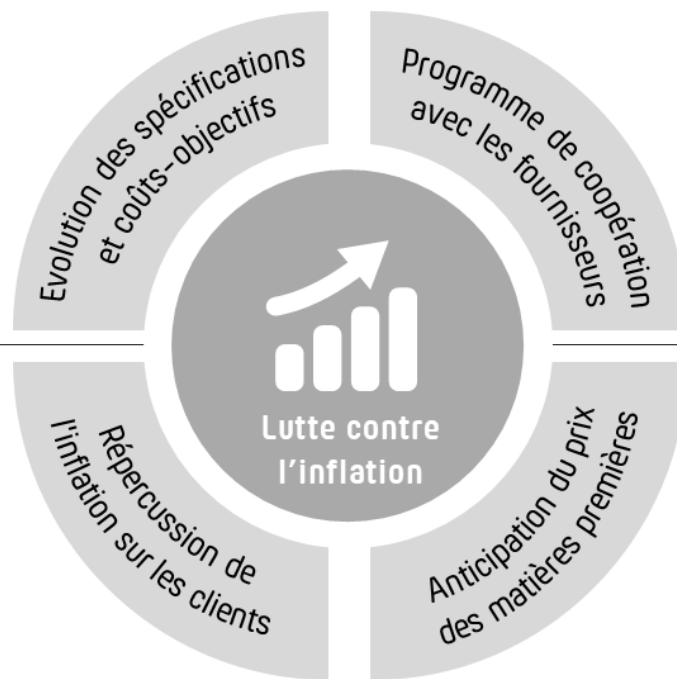 Evolution des spécifications
et coûts-objectifs
Programme de coopération
avec les fournisseurs
Lutte contre
l'inflation
Répercussion de
l'inflation sur les clients
Anticipation du prix
des matières premières